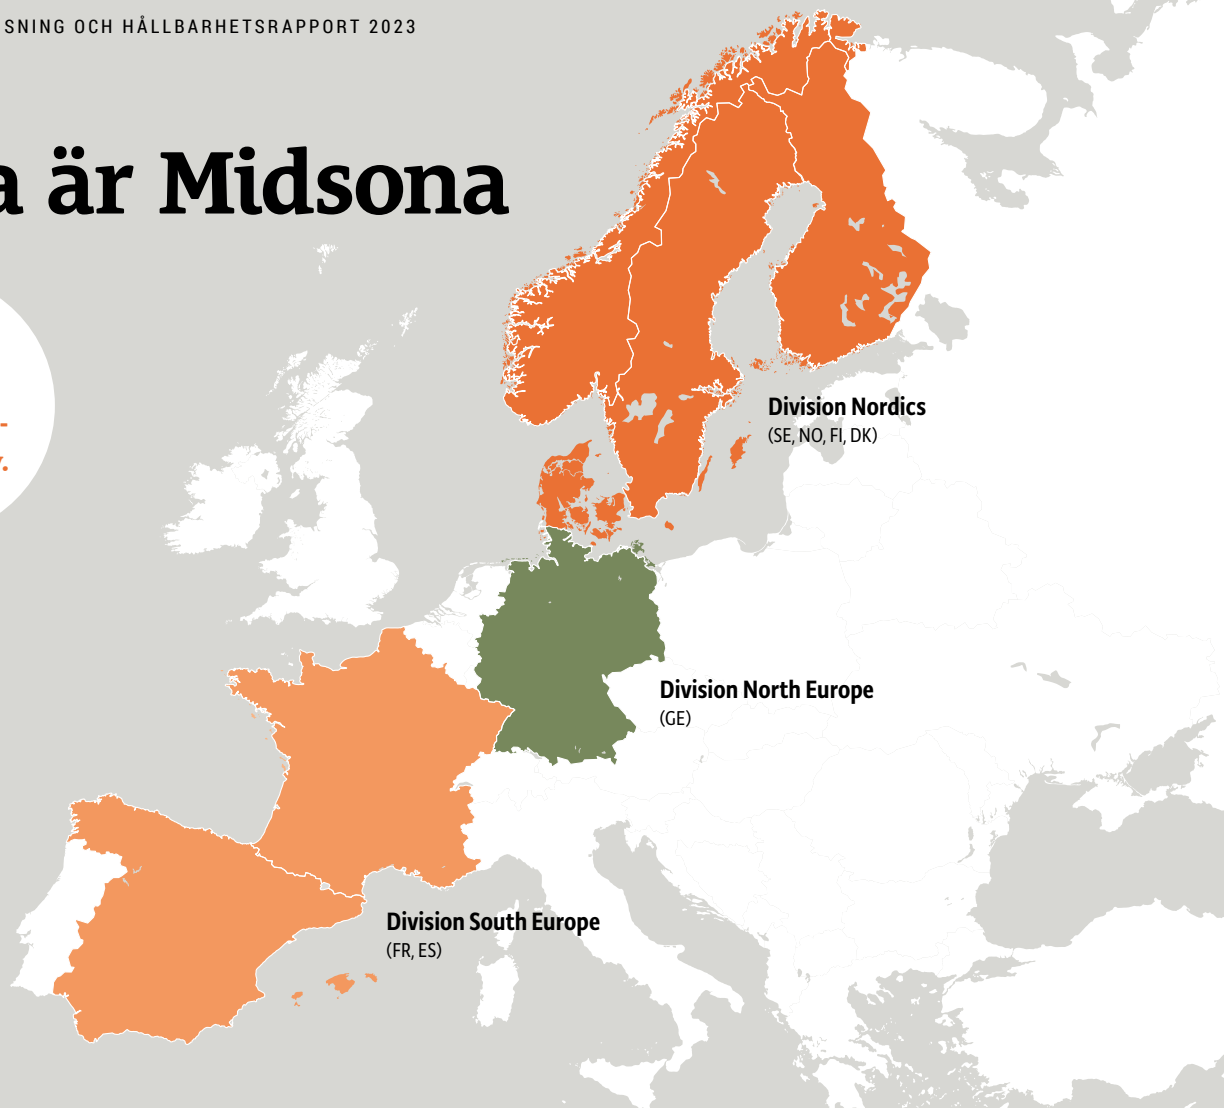 SNING OCH HÅLLBARHETSRAPPORT 2023
a är Midsona
Division Nordics
(SE, NO, FI, DK)
Division North Europe
(GE)
Division South Europe
(FR, ES)